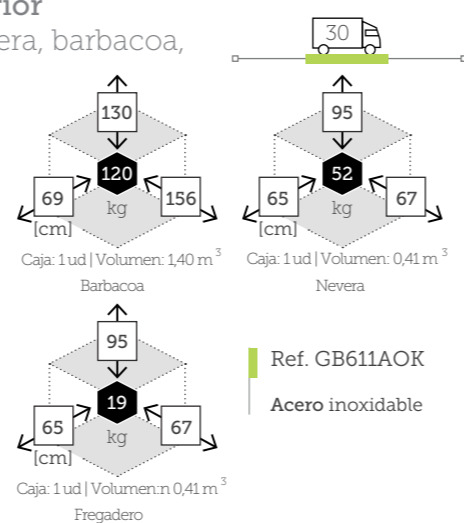 rior
era, barbacoa,
30
130
120
kg
69
156
[cm]
Caja: 1 ud | Volumen: 1,40 m³
Barbacoa
95
52
kg
65
67
[cm]
Caja: 1 ud | Volumen: 0,41 m³
Nevera
95
19
kg
65
67
[cm]
Caja: 1 ud | Volumen:n 0,41 m³
Fregadero
Ref. GB611AOK
Acero inoxidable